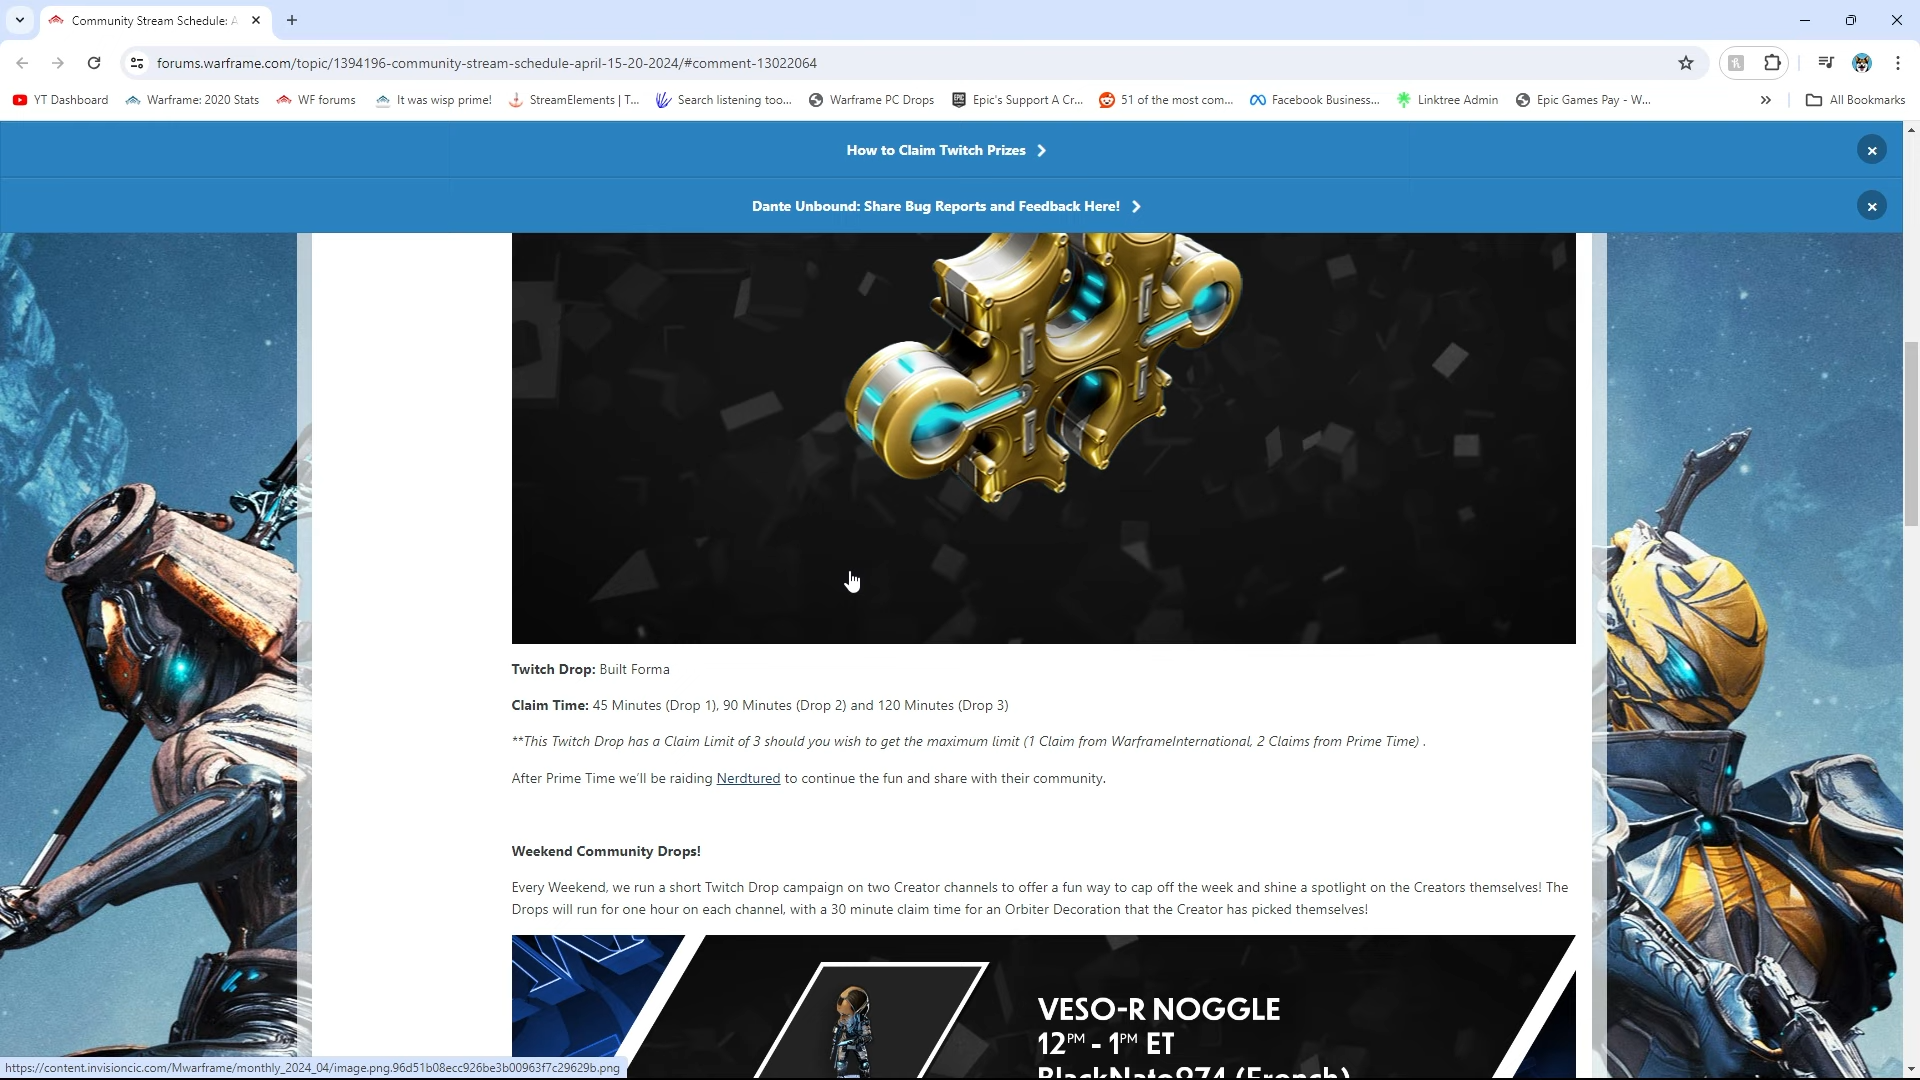 Community Stream Schedule: A
forums.warframe.com/topic/1394196-community-stream-schedule-april-15-20-2024/#comment-13022064
YT Dashboard
Warframe: 2020 Stats
WF forums
It was wisp prime!
StreamElements | T...
Search listening too...
Warframe PC Drops
Epic's Support A Cr...
51 of the most com...
Facebook Business...
Linktree Admin
Epic Games Pay - W...
»
All Bookmarks
How to Claim Twitch Prizes
Dante Unbound: Share Bug Reports and Feedback Here!
Twitch Drop: Built Forma
Claim Time: 45 Minutes (Drop 1), 90 Minutes (Drop 2) and 120 Minutes (Drop 3)
**This Twitch Drop has a Claim Limit of 3 should you wish to get the maximum limit (1 Claim from WarframeInternational, 2 Claims from Prime Time) .
After Prime Time we'll be raiding Nerdtured to continue the fun and share with their community.
Weekend Community Drops!
Every Weekend, we run a short Twitch Drop campaign on two Creator channels to offer a fun way to cap off the week and shine a spotlight on the Creators themselves! The
Drops will run for one hour on each channel, with a 30 minute claim time for an Orbiter Decoration that the Creator has picked themselves!
VESO-R NOGGLE
12PM - 1PM ET
BlackNato974 (French)
https://content.invisioncic.com/Mwarframe/monthly_2024_04/image.png.96d51b08ecc926be3b00963f7c29629b.png